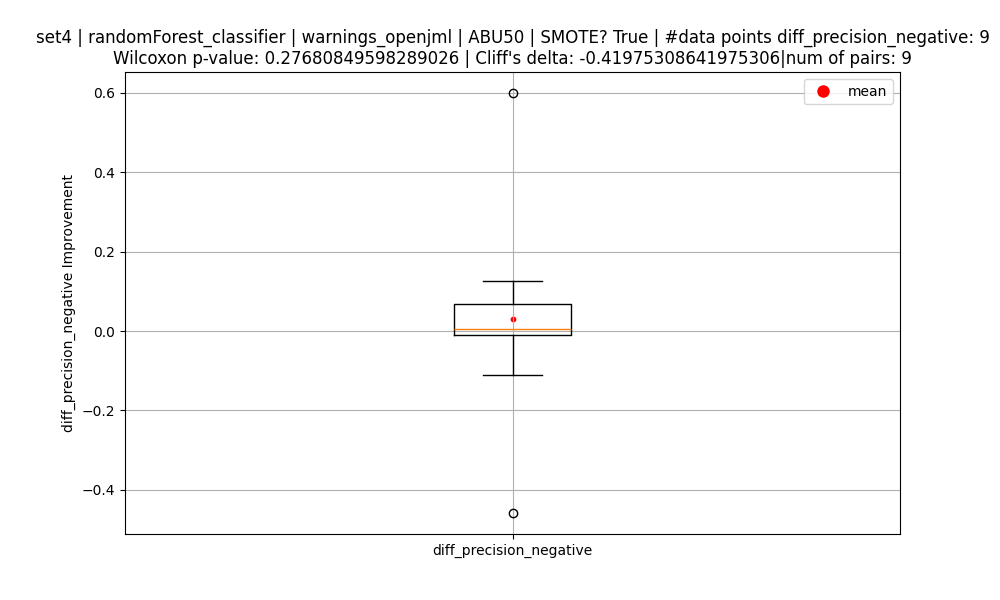 set4 | randomForest_classifier | warnings_openjml | ABU50 | SMOTE? True | #data points diff_precision_negative: 9
Wilcoxon p-value: 0.27680849598289026 | Cliff's delta: -0.41975308641975306|num of pairs: 9
mean
0.6
0.4
0.2
0.0
−0.2
−0.4
diff_precision_negative Improvement
diff_precision_negative